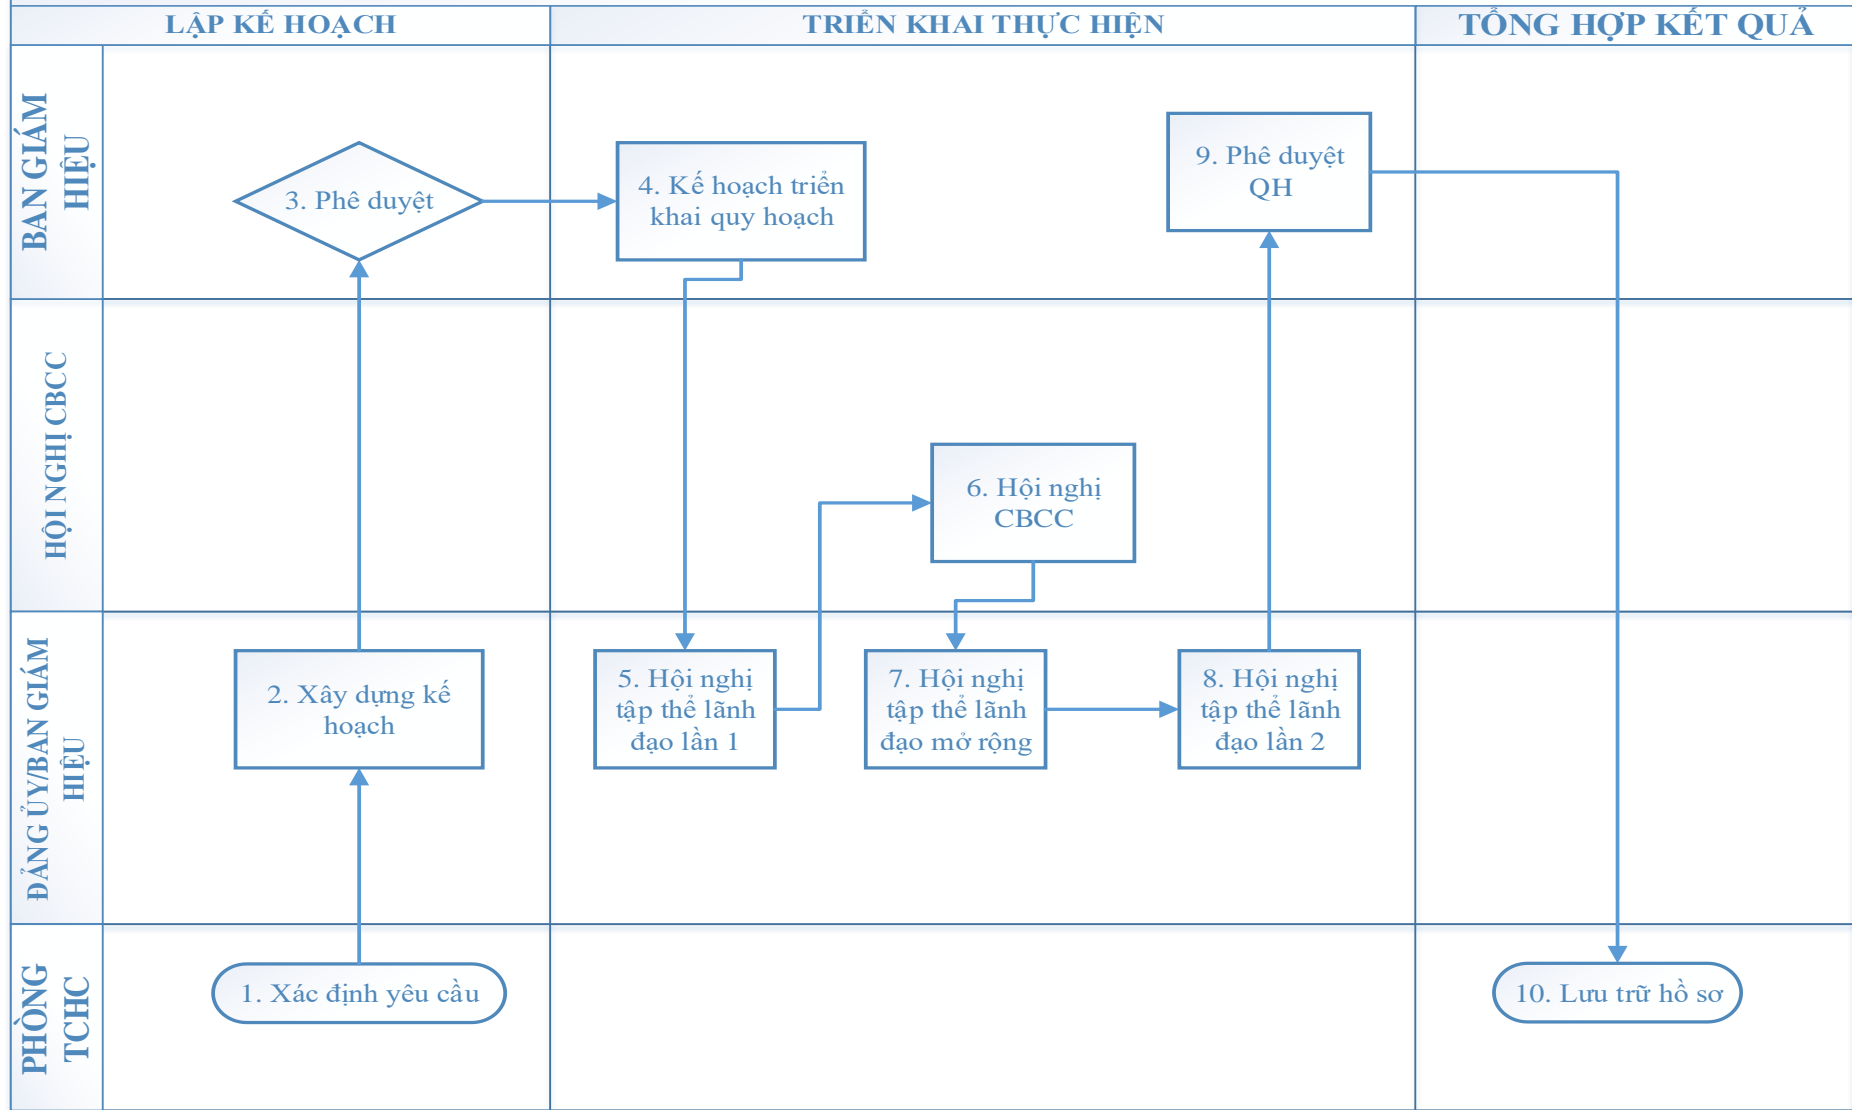 LẬP KẾ HOẠCH
TRIỂN KHAI THỰC HIỆN
TỔNG HỢP KẾT QUẢ
BAN GIÁM
HIỆU
3. Phê duyệt
4. Kế hoạch triển
khai quy hoạch
9. Phê duyệt
QH
HỘI NGHỊ CBCC
6. Hội nghị
CBCC
ĐẢNG ỦY/BAN GIÁM
HIỆU
2. Xây dựng kế
hoạch
5. Hội nghị
tập thể lãnh
đạo lần 1
7. Hội nghị
tập thể lãnh
đạo mở rộng
8. Hội nghị
tập thể lãnh
đạo lần 2
PHÒNG
TCHC
1. Xác định yêu cầu
10. Lưu trữ hồ sơ